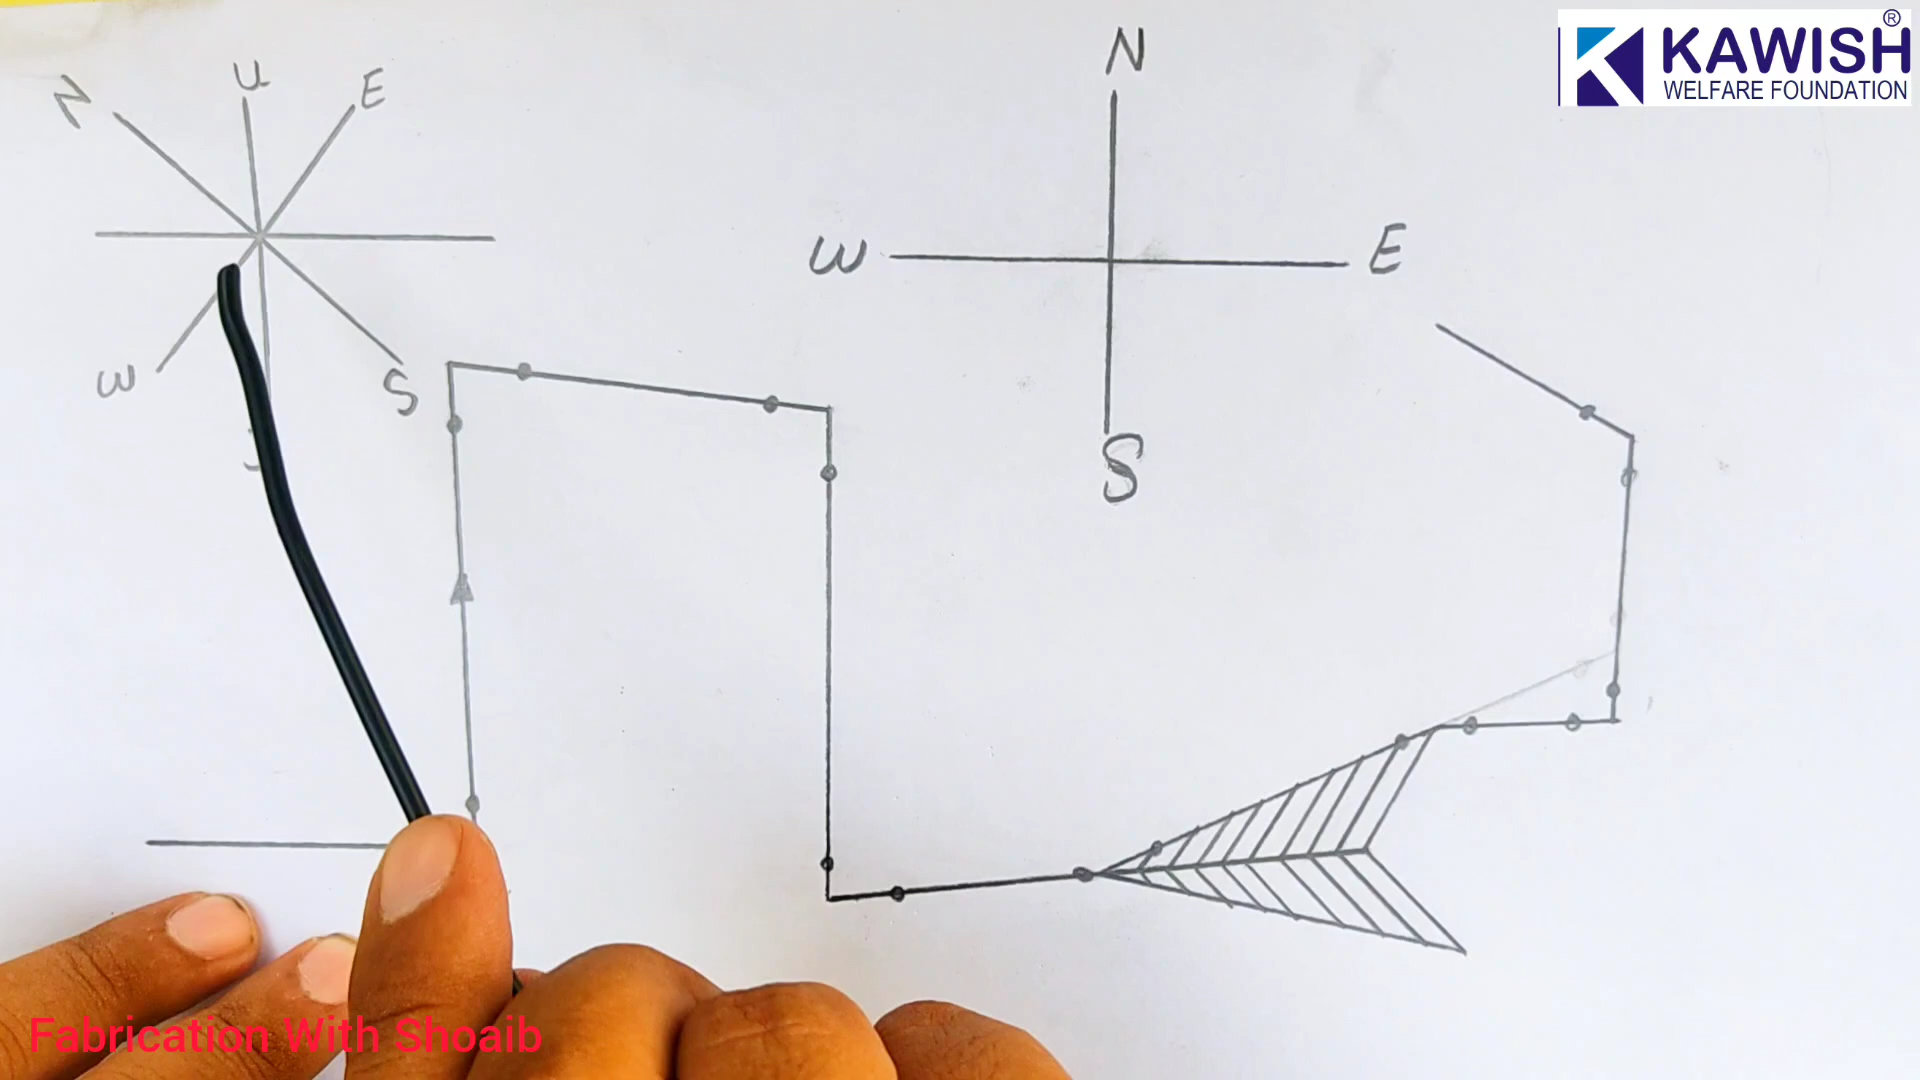 N
U
E
W
S
N
W
E
S
KAWISH®
WELFARE FOUNDATION
Fabrication With Shoaib